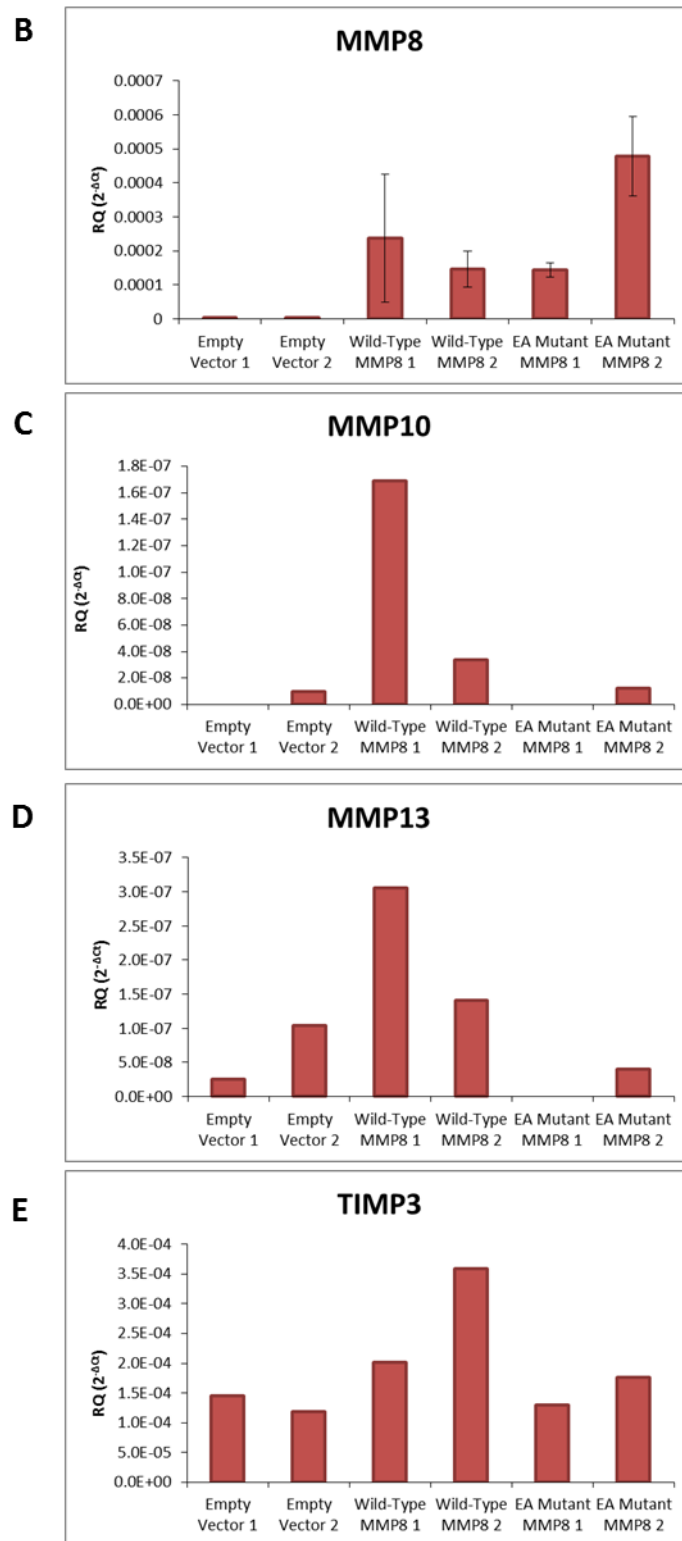 B
MMP8
0.0007
0.0006
0.0005
0.0004
0.0003
0.0002
0.0001
0
RQ (2-ΔCt)
Empty Wild-Type Wild-Type EA Mutant EA Mutant
Empty
Vector 1 Vector 2 MMP8 1 MMP8 2 MMP8 1 MMP8 2
C
MMP10
1.8E-07
1.6E-07
1.4E-07
1.2E-07
1.0E-07
8.0E-08
6.0E-08
4.0E-08
2.0E-08
0.0E+00
RQ (2-ΔCt)
Empty Empty Wild-Type Wild-Type EA Mutant EA Mutant
Vector 1 Vector 2 MMP8 1 MMP8 2 MMP8 1 MMP8 2
D
MMP13
3.5E-07
3.0E-07
2.5E-07
2.0E-07
1.5E-07
1.0E-07
5.0E-08
0.0E+00
RQ (2-ΔCt)
Empty Empty Wild-Type Wild-Type EA Mutant EA Mutant
Vector 1 Vector 2 MMP8 1 MMP8 2 MMP8 1 MMP8 2
E
TIMP3
4.0E-04
3.5E-04
3.0E-04
2.5E-04
2.0E-04
1.5E-04
1.0E-04
5.0E-05
0.0E+00
RQ (2-ΔCt)
Empty Empty Wild-Type Wild-Type EA Mutant EA Mutant
Vector 1 Vector 2 MMP8 1 MMP8 2 MMP8 1 MMP8 2